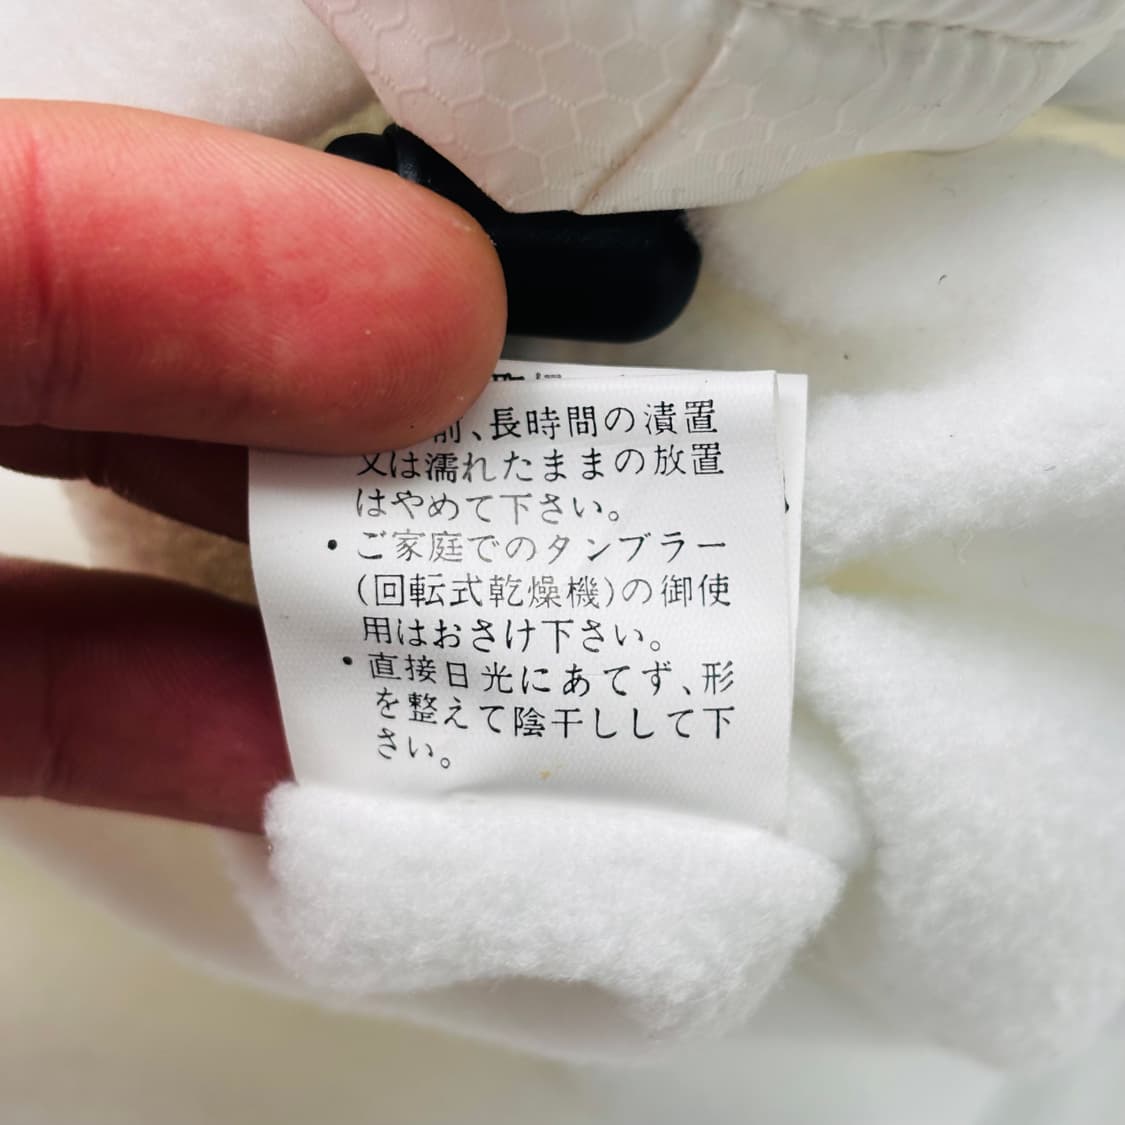 前、長時間の漬置
又は濡れたままの放置
はやめて下さい。
・ご家庭でのタンブラー
(回転式乾燥機)の御使
用はおさけ下さい。
・直接日光にあてず、形
を整えて陰干しして下
さい。